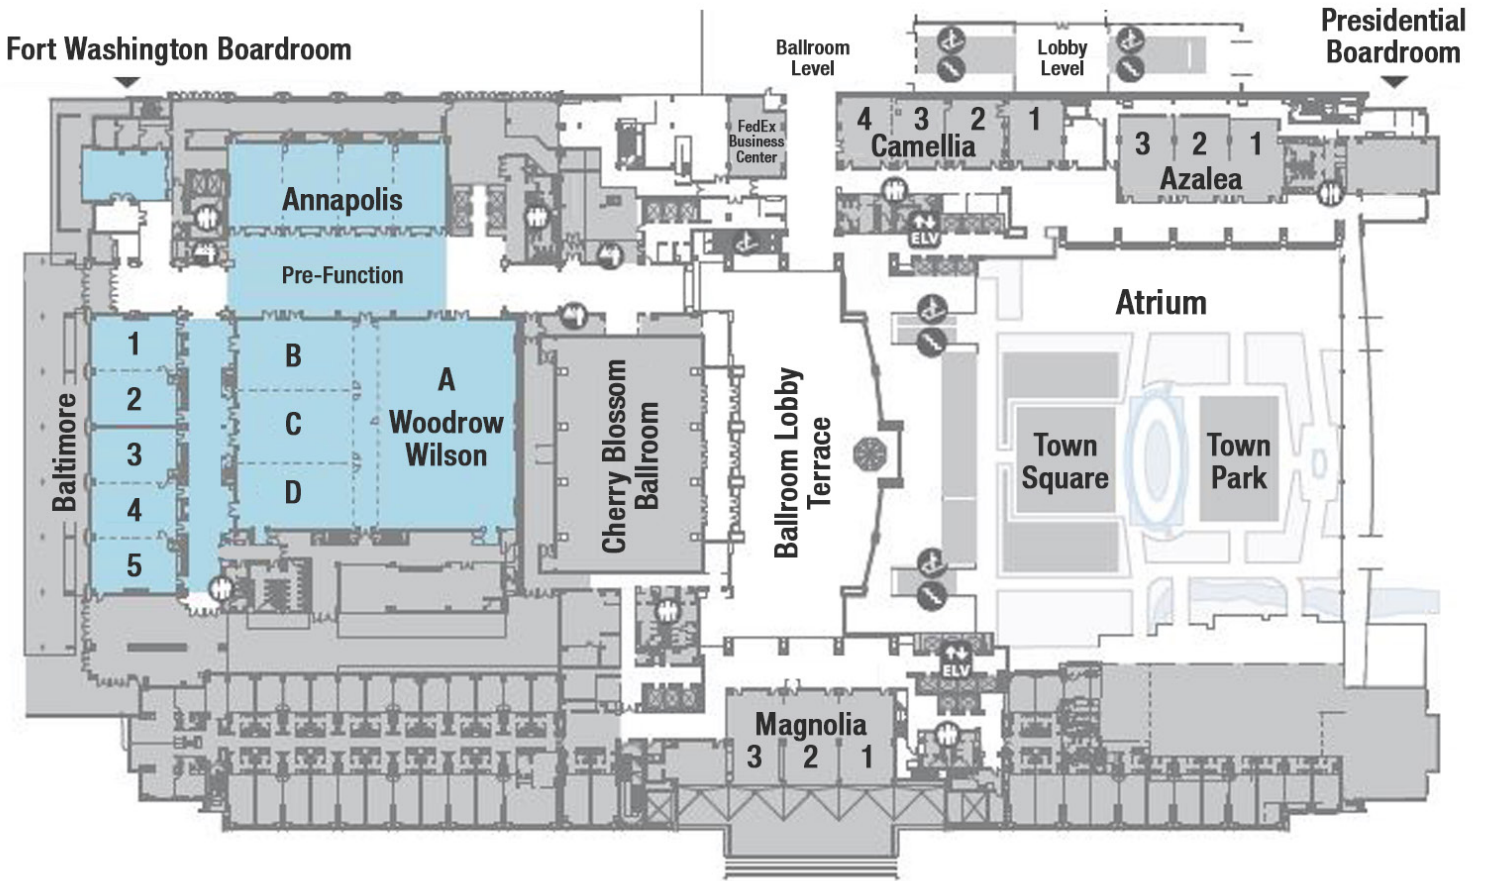 Fort Washington Boardroom
Ballroom
Level
Lobby
Level
Presidential
Boardroom
FedEx
Business
Center
4
3
2
1
Camellia
3
2
1
Azalea
Annapolis
Pre-Function
ELV
Atrium
Baltimore
1
2
3
4
5
B
C
D
A
Woodrow
Wilson
Cherry Blossom
Ballroom
Ballroom Lobby
Terrace
Town
Square
Town
Park
ELV
Magnolia
3
2
1